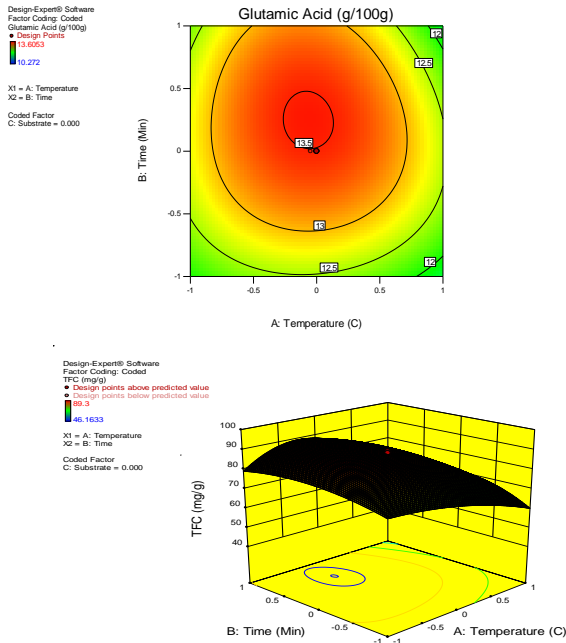 Design-Expert® Software
Factor Coding: Coded
Glutamic Acid (g/100g)
Design Points
13.6053
10.272
X1 = A: Temperature
X2 = B: Time
Coded Factor
C: Substrate = 0.000
Glutamic Acid (g/100g)
B: Time (Min)
1
0.5
0
-0.5
-1
-1
-0.5
0
0.5
1
A: Temperature (C)
12
12.5
13.5
13
12.5
12
12
Design-Expert® Software
Factor Coding: Coded
TFC (mg/g)
Design points above predicted value
Design points below predicted value
89.3
46.1633
X1 = A: Temperature
X2 = B: Time
Coded Factor
C: Substrate = 0.000
TFC (mg/g)
100
90
80
70
60
50
40
1
0.5
0
-0.5
-1
B: Time (Min)
-1
-0.5
0
0.5
1
A: Temperature (C)